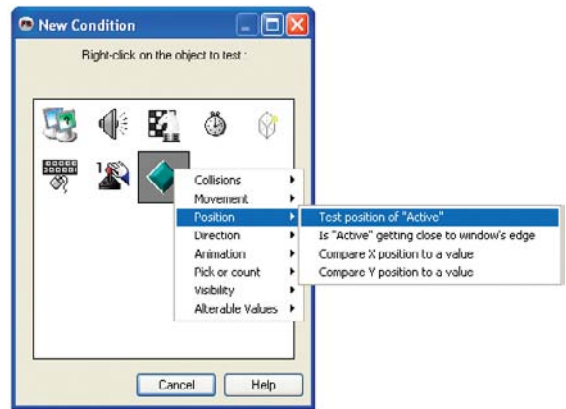 New Condition
Right-click on the object to test :
Collisions
Movement
Position
Direction
Animation
Pick or count
Visibility
Alterable Values
Test position of "Active"
Is "Active" getting close to window's edge
Compare X position to a value
Compare Y position to a value
Cancel
Help